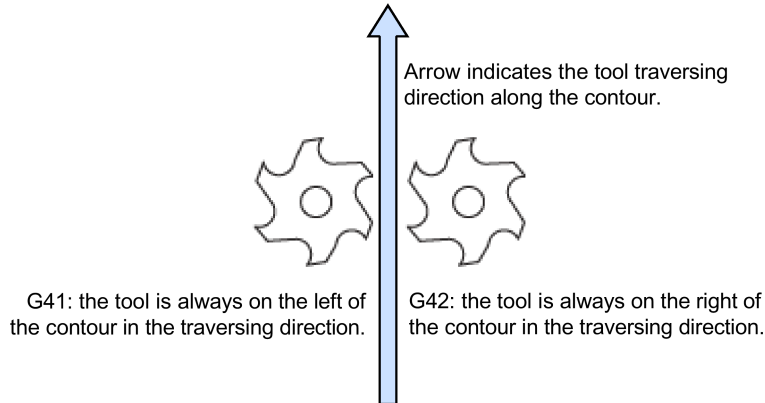 Arrow indicates the tool traversing
direction along the contour.
G41: the tool is always on the left of
the contour in the traversing direction.
G42: the tool is always on the right of
the contour in the traversing direction.